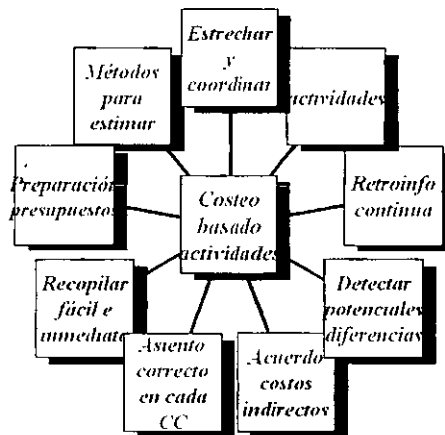 Estrechar
y
coordinar
actividades
Retroinfo
continua
Detectar
potenciales
diferencias
Acuerdo
costos
indirectos
Asiento
correcto
en cada
CC
Recopilar
fácil e
inmediato
Preparación
presupuestos
Métodos
para
estimar
Costeo
basado
actividades